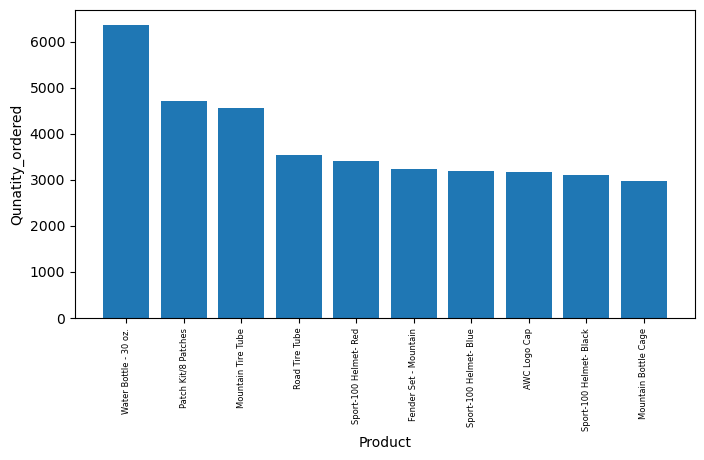 6000
5000
4000
3000
2000
1000
0
Qunatity_ordered
Water Bottle - 30 oz.
Patch Kit/8 Patches
Mountain Tire Tube
Road Tire Tube
Sport-100 Helmet- Red
Fender Set - Mountain
Sport-100 Helmet- Blue
AWC Logo Cap
Sport-100 Helmet- Black
Mountain Bottle Cage
Product